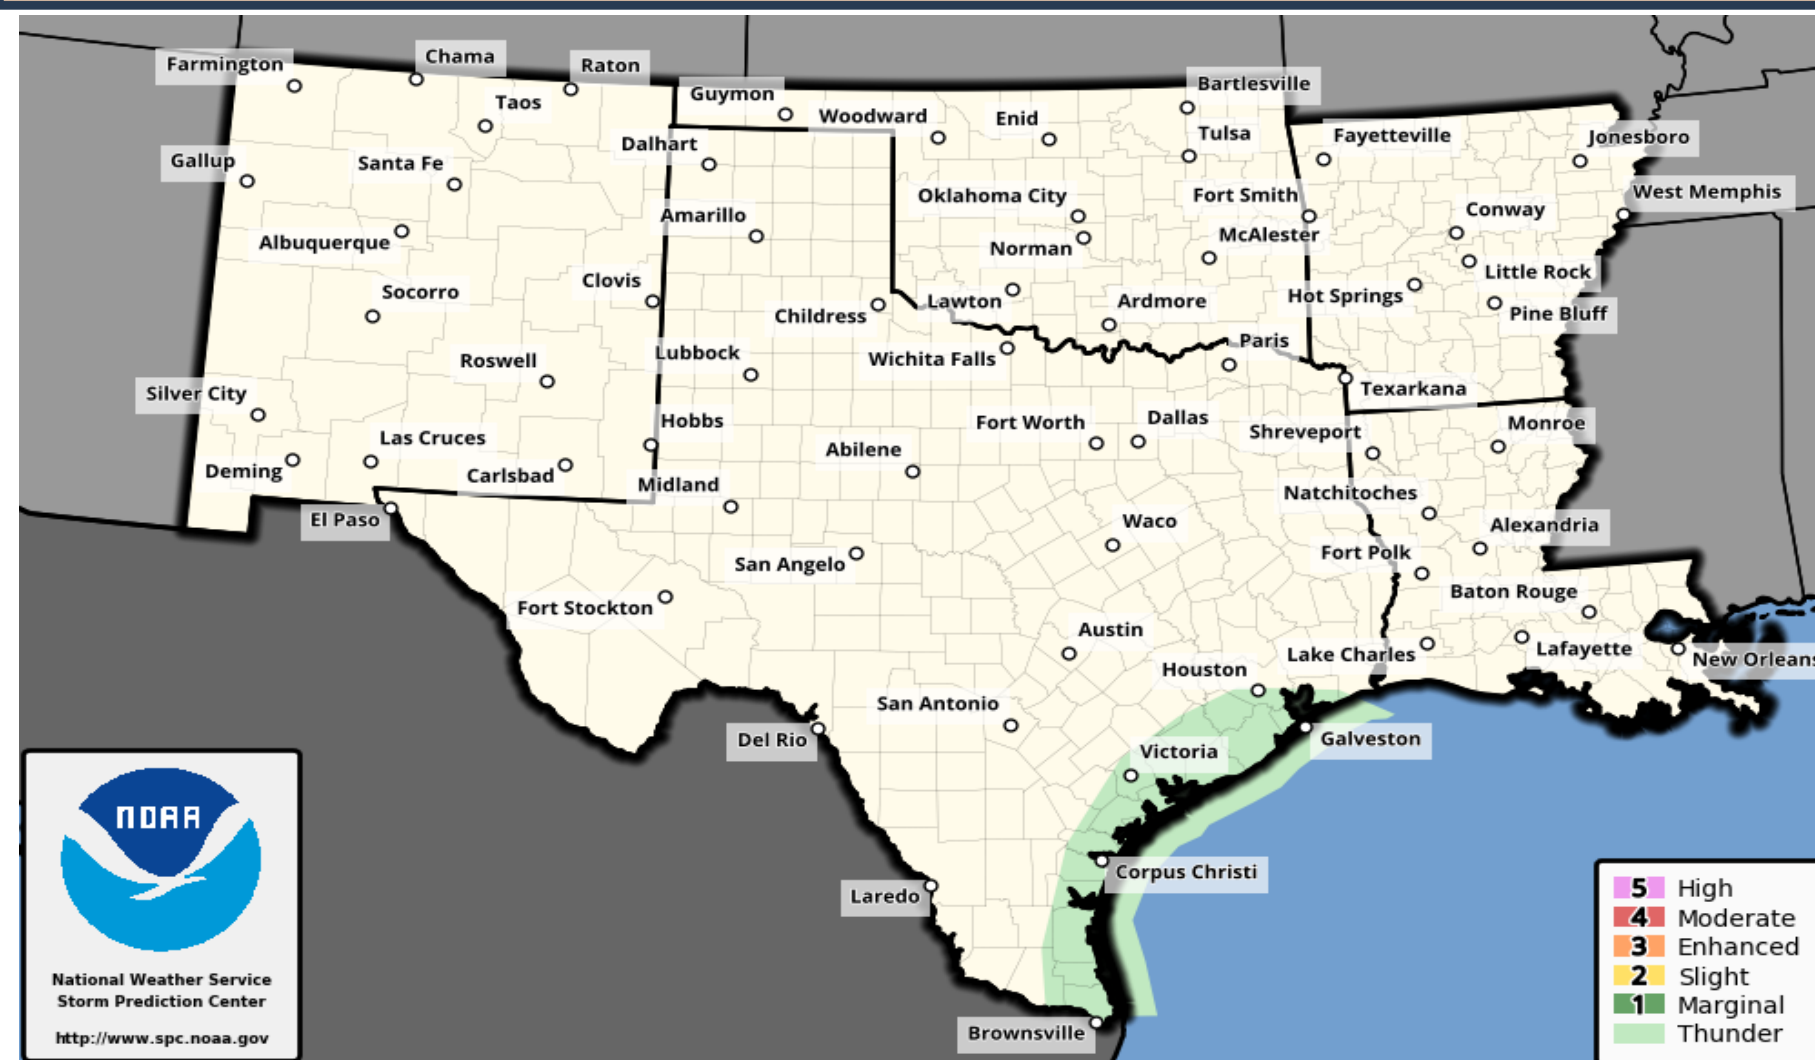 Farmington
Chama
Raton
Taos
Guymon
Woodward
Enid
Bartlesville
Tulsa
Fayetteville
Jonesboro
Gallup
Santa Fe
Dalhart
Oklahoma City
Fort Smith
West Memphis
Conway
Albuquerque
Amarillo
Norman
McAlester
Socorro
Clovis
Childress
Lawton
Ardmore
Little Rock
Hot Springs
Pine Bluff
Roswell
Lubbock
Wichita Falls
Paris
Texarkana
Silver City
Hobbs
Fort Worth
Dallas
Shreveport
Monroe
Las Cruces
Deming
Carlsbad
Midland
Abilene
Natchitoches
El Paso
Waco
Alexandria
San Angelo
Fort Polk
Fort Stockton
Baton Rouge
Austin
Houston
Lake Charles
Lafayette
New Orleans
San Antonio
Del Rio
Victoria
Galveston
Corpus Christi
Laredo
Brownsville
NOAA
National Weather Service
Storm Prediction Center
http://www.spc.noaa.gov
5 High
4 Moderate
3 Enhanced
2 Slight
1 Marginal
Thunder